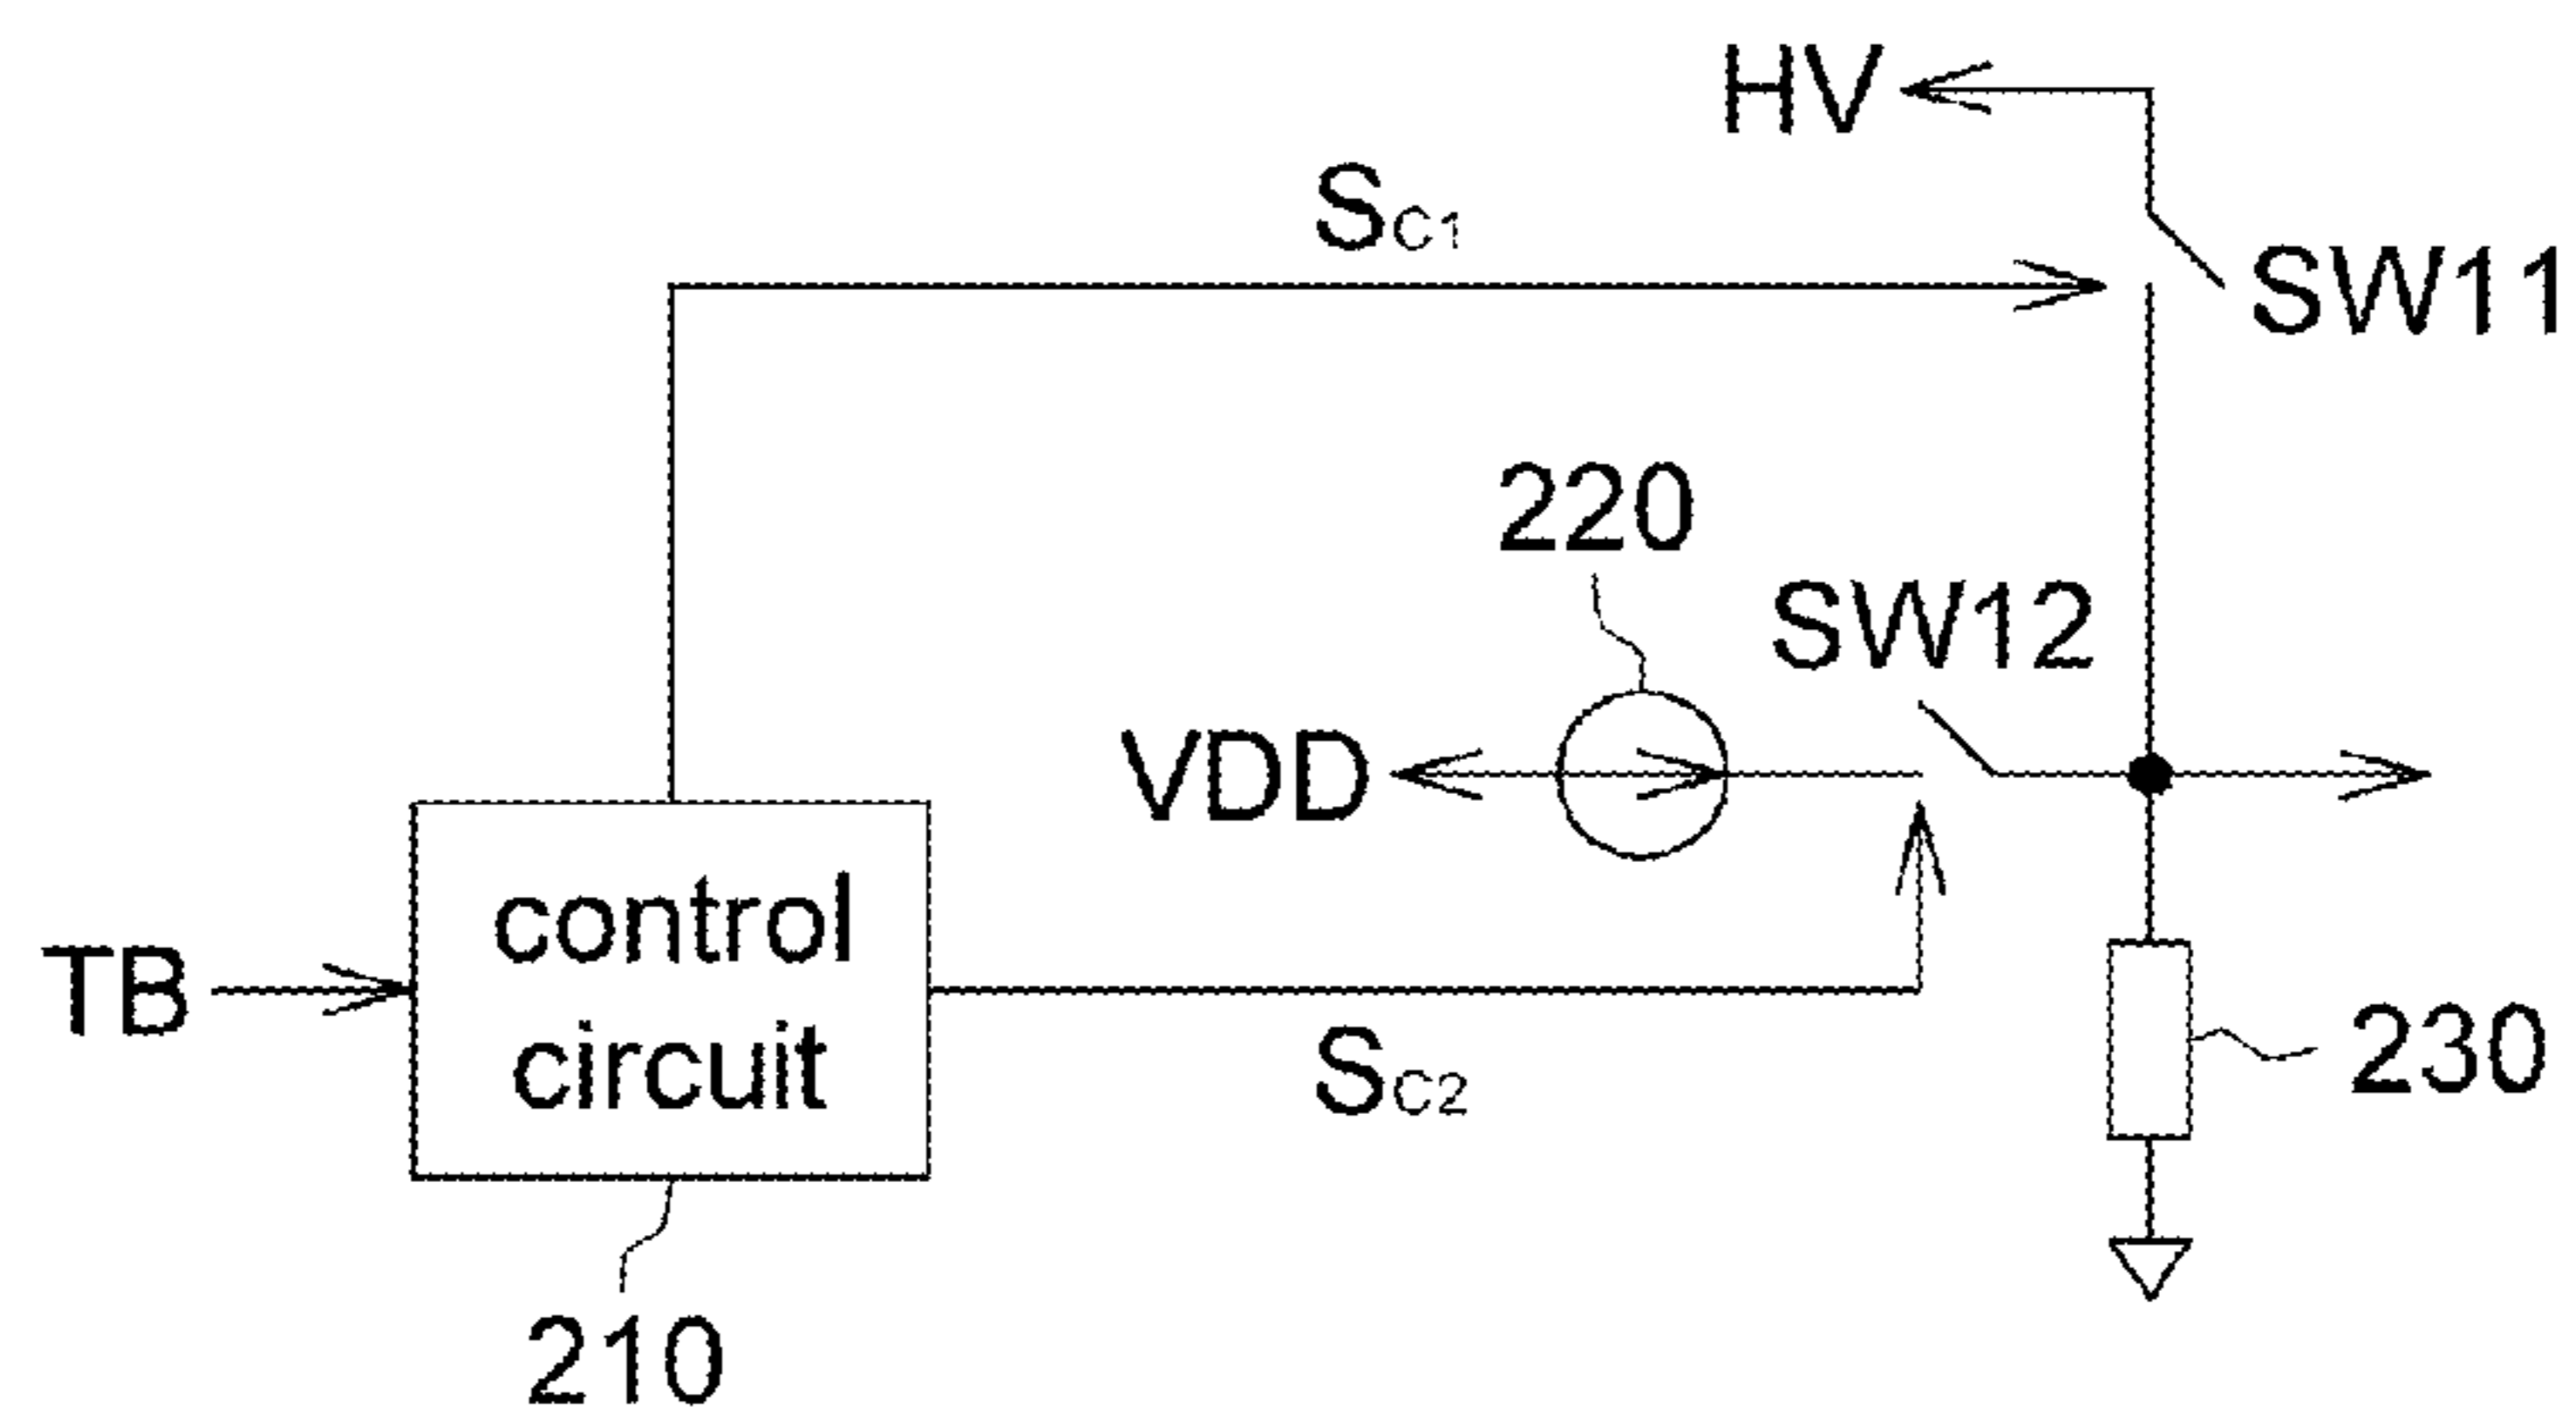 HV
SC1
SW11
220
SW12
VDD
control
circuit
TB
SC2
230
210